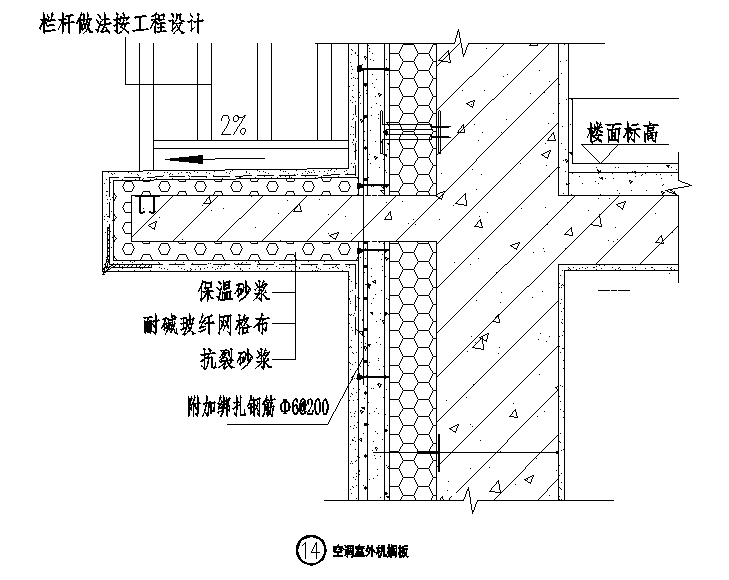 栏杆做法按工程设计
2%
楼面标高
保温砂浆
耐碱玻纤网格布
抗裂砂浆
附加绑扎钢筋Φ6@200
14 空调室外机搁板